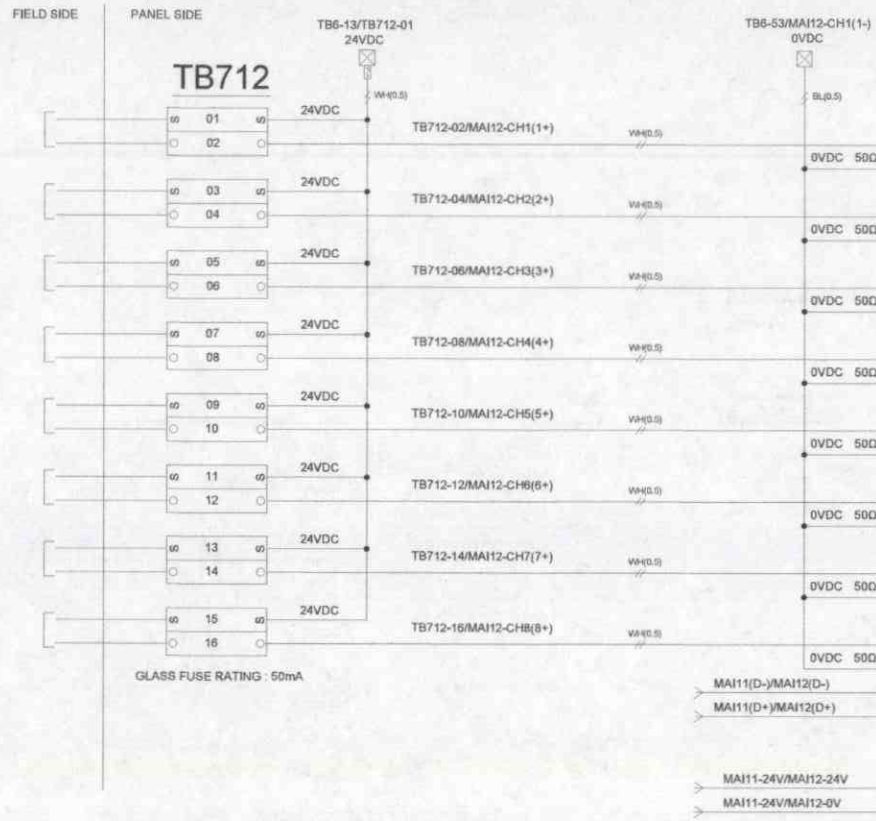 FIELD SIDE
PANEL SIDE
TB6-13/TB712-01
24VDC
TB6-53/MAI12-CH1(1-)
0VDC
TB712
WH(0.5)
BL(0.5)
S 01 S
24VDC
02
TB712-02/MAI12-CH1(1+)
WH(0.5)
0VDC 50Ω
S 03 S
24VDC
04
TB712-04/MAI12-CH2(2+)
WH(0.5)
0VDC 50Ω
S 05 S
24VDC
06
TB712-06/MAI12-CH3(3+)
WH(0.5)
0VDC 50Ω
S 07 S
24VDC
08
TB712-08/MAI12-CH4(4+)
WH(0.5)
0VDC 50Ω
S 09 S
24VDC
10
TB712-10/MAI12-CH5(5+)
WH(0.5)
0VDC 50Ω
S 11 S
24VDC
12
TB712-12/MAI12-CH6(6+)
WH(0.5)
0VDC 50Ω
S 13 S
24VDC
14
TB712-14/MAI12-CH7(7+)
WH(0.5)
0VDC 50Ω
S 15 S
24VDC
16
TB712-16/MAI12-CH8(8+)
WH(0.5)
0VDC 50Ω
GLASS FUSE RATING : 50mA
MAI11(D-)/MAI12(D-)
MAI11(D+)/MAI12(D+)
MAI11-24V/MAI12-24V
MAI11-24V/MAI12-0V